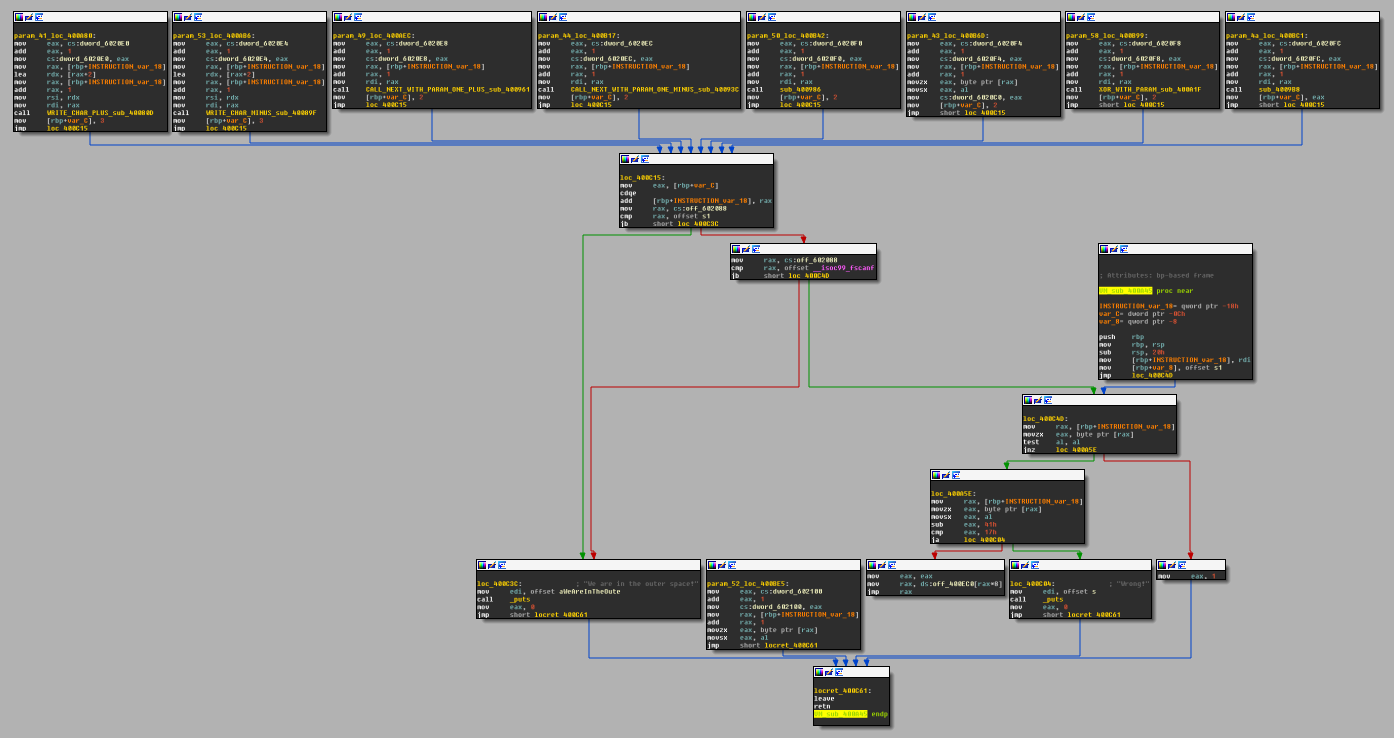 param_41_loc_400A80:
mov eax, cs:dword_6020E0
add eax, 1
mov cs:dword_6020E0, eax
mov rax, [rbp+INSTRUCTION_var_18]
lea rdx, [rax+2]
mov rax, [rbp+INSTRUCTION_var_18]
add rax, 1
mov rsi, rdx
mov rdi, rax
call WRITE_CHAR_PLUS_sub_40080D
mov [rbp+var_C], 3
jmp loc_400C15
param_53_loc_400AB6:
mov eax, cs:dword_6020E4
add eax, 1
mov cs:dword_6020E4, eax
mov rax, [rbp+INSTRUCTION_var_18]
lea rdx, [rax+2]
mov rax, [rbp+INSTRUCTION_var_18]
add rax, 1
mov rsi, rdx
mov rdi, rax
call WRITE_CHAR_MINUS_sub_40089F
mov [rbp+var_C], 3
jmp loc_400C15
param_49_loc_400AEC:
mov eax, cs:dword_6020E8
add eax, 1
mov cs:dword_6020E8, eax
mov rax, [rbp+INSTRUCTION_var_18]
add rax, 1
mov rdi, rax
call CALL_NEXT_WITH_PARAM_ONE_PLUS_sub_400961
mov [rbp+var_C], 2
jmp loc_400C15
param_44_loc_400B17:
mov eax, cs:dword_6020EC
add eax, 1
mov cs:dword_6020EC, eax
mov rax, [rbp+INSTRUCTION_var_18]
add rax, 1
mov rdi, rax
call CALL_NEXT_WITH_PARAM_ONE_MINUS_sub_40093C
mov [rbp+var_C], 2
jmp loc_400C15
param_50_loc_400B42:
mov eax, cs:dword_6020F0
add eax, 1
mov cs:dword_6020F0, eax
mov rax, [rbp+INSTRUCTION_var_18]
add rax, 1
mov rdi, rax
call sub_400986
mov [rbp+var_C], 2
jmp loc_400C15
param_43_loc_400B6D:
mov eax, cs:dword_6020F4
add eax, 1
mov cs:dword_6020F4, eax
mov rax, [rbp+INSTRUCTION_var_18]
add rax, 1
movzx eax, byte ptr [rax]
movsx eax, al
mov cs:dword_6020C0, eax
mov [rbp+var_C], 2
jmp short loc_400C15
param_58_loc_400B99:
mov eax, cs:dword_6020F8
add eax, 1
mov cs:dword_6020F8, eax
mov rax, [rbp+INSTRUCTION_var_18]
add rax, 1
mov rdi, rax
call XOR_WITH_PARAM_sub_400A1F
mov [rbp+var_C], 2
jmp short loc_400C15
param_4a_loc_400BC1:
mov eax, cs:dword_6020FC
add eax, 1
mov cs:dword_6020FC, eax
mov rax, [rbp+INSTRUCTION_var_18]
add rax, 1
mov rdi, rax
call sub_4009B8
mov [rbp+var_C], eax
jmp short loc_400C15
loc_400C15:
mov eax, [rbp+var_C]
cdqe
add [rbp+INSTRUCTION_var_18], rax
mov rax, cs:off_602088
cmp rax, offset s1
jb short loc_400C3C
mov rax, cs:off_602088
cmp rax, offset __isoc99_fscanf
jb short loc_400C4D
; Attributes: bp-based frame
VM_sub_400A45 proc near
INSTRUCTION_var_18= qword ptr -18h
var_C= dword ptr -0Ch
var_8= qword ptr -8
push rbp
mov rbp, rsp
sub rsp, 20h
mov [rbp+INSTRUCTION_var_18], rdi
mov [rbp+var_8], offset s1
jmp loc_400C4D
loc_400C4D:
mov rax, [rbp+INSTRUCTION_var_18]
movzx eax, byte ptr [rax]
test al, al
jnz loc_400A5E
loc_400A5E:
mov rax, [rbp+INSTRUCTION_var_18]
movzx eax, byte ptr [rax]
movsx eax, al
sub eax, 41h
cmp eax, 17h
ja loc_400C04
loc_400C3C: ; "We are in the outer space!"
mov edi, offset aWeAreInTheOute
call _puts
mov eax, 0
jmp short locret_400C61
param_52_loc_400BE5:
mov eax, cs:dword_602100
add eax, 1
mov cs:dword_602100, eax
mov rax, [rbp+INSTRUCTION_var_18]
add rax, 1
movzx eax, byte ptr [rax]
movsx eax, al
jmp short locret_400C61
mov eax, eax
mov rax, ds:off_400EC0[rax*8]
jmp rax
loc_400C04: ; "Wrong!"
mov edi, offset s
call _puts
mov eax, 0
jmp short locret_400C61
mov eax, 1
locret_400C61:
leave
retn
VM_sub_400A45 endp